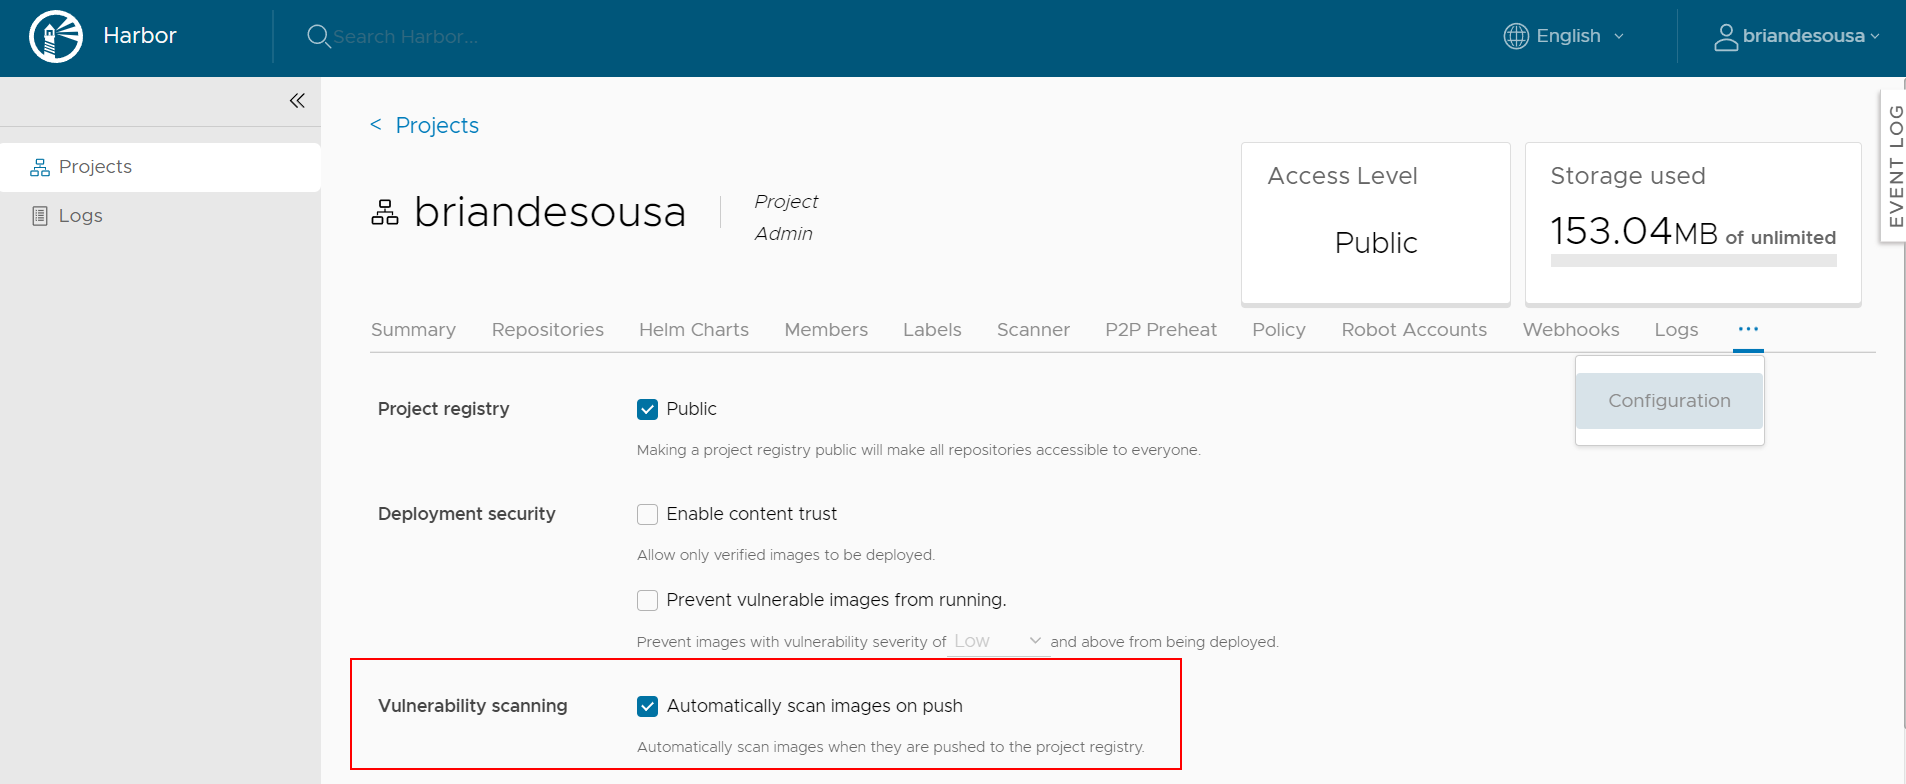 Harbor
Search Harbor...
English
briandesousa
Projects
Logs
< Projects
briandesousa
Project
Admin
Access Level
Public
Storage used
153.04MB of unlimited
EVENT LOG
Summary Repositories Helm Charts Members Labels Scanner P2P Preheat Policy Robot Accounts Webhooks Logs ...
Configuration
Project registry
Public
Making a project registry public will make all repositories accessible to everyone.
Deployment security
Enable content trust
Allow only verified images to be deployed.
Prevent vulnerable images from running.
Prevent images with vulnerability severity of Low and above from being deployed.
Vulnerability scanning
Automatically scan images on push
Automatically scan images when they are pushed to the project registry.